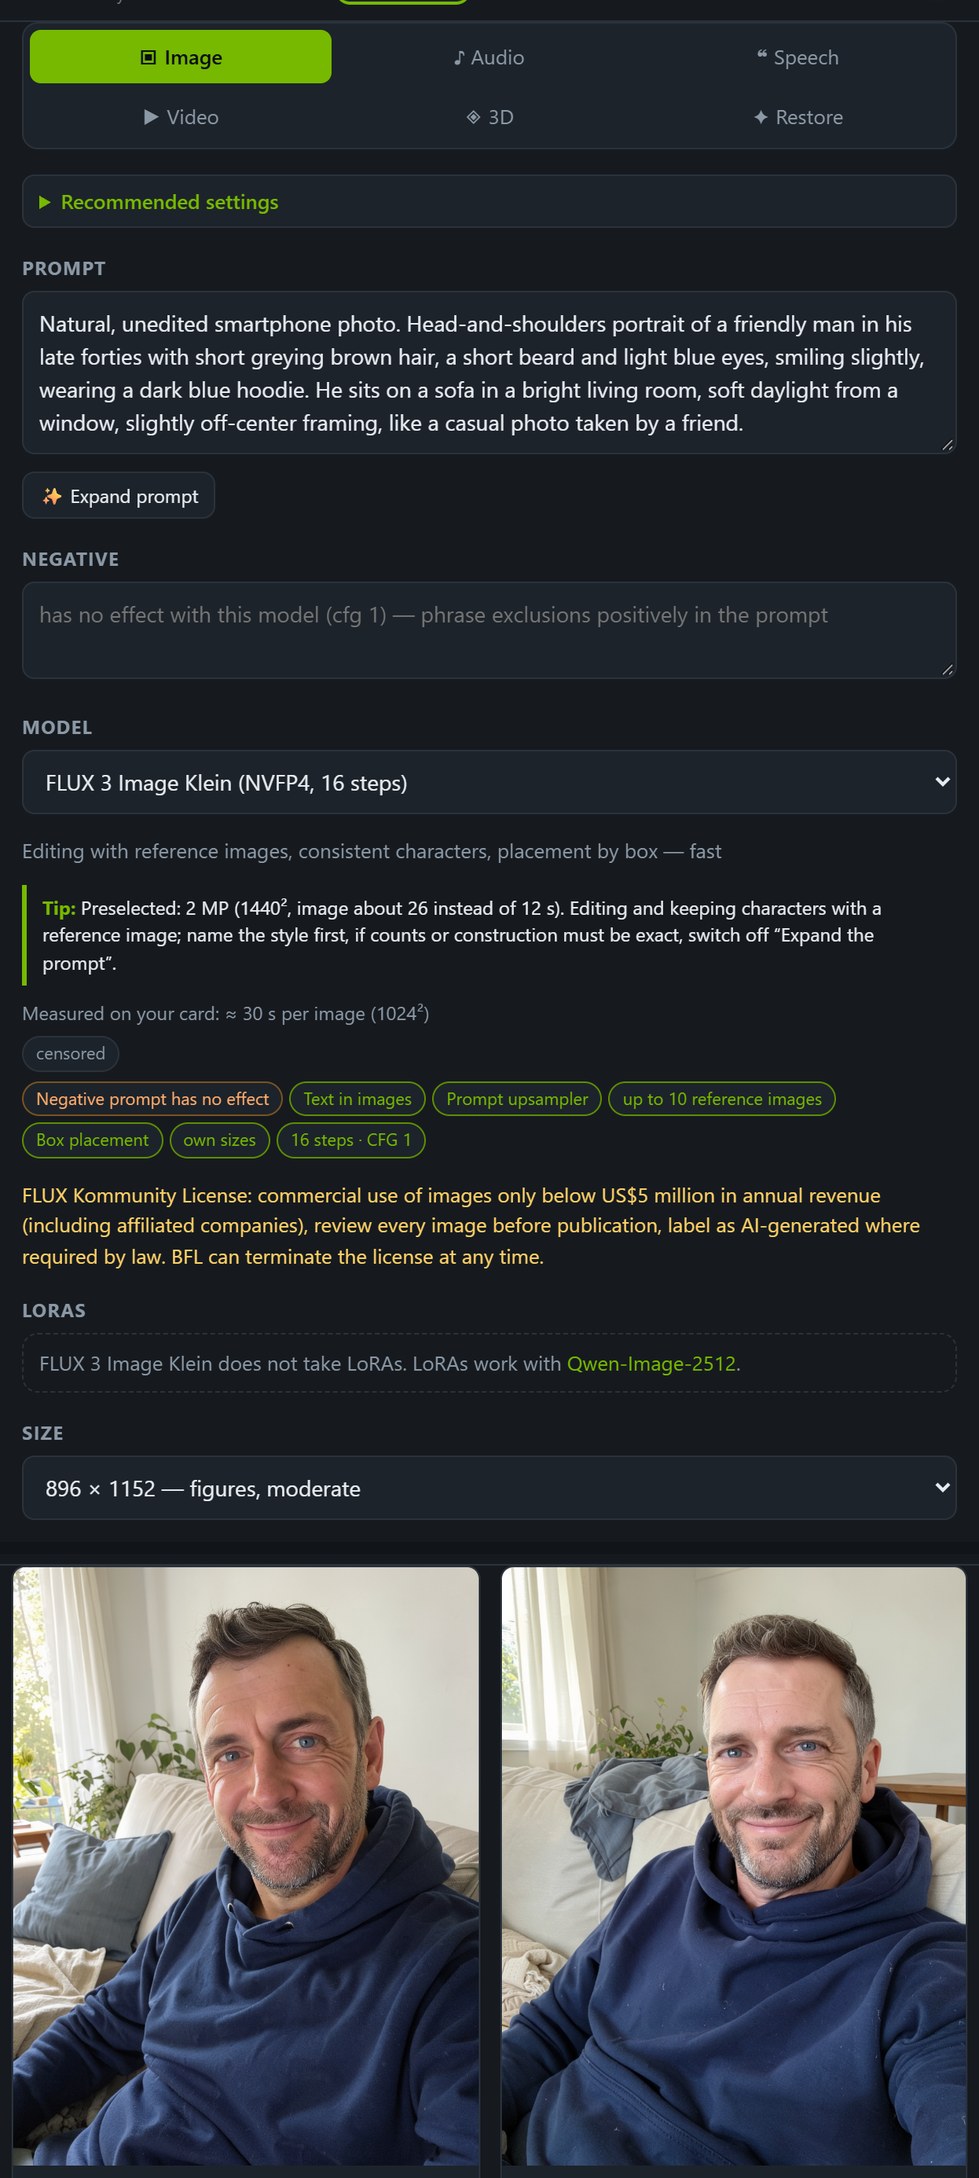 Image
Audio
Speech
Video
3D
Restore
Recommended settings
PROMPT
Natural, unedited smartphone photo. Head-and-shoulders portrait of a friendly man in his
late forties with short greying brown hair, a short beard and light blue eyes, smiling slightly,
wearing a dark blue hoodie. He sits on a sofa in a bright living room, soft daylight from a
window, slightly off-center framing, like a casual photo taken by a friend.
✨ Expand prompt
NEGATIVE
has no effect with this model (cfg 1) — phrase exclusions positively in the prompt
MODEL
FLUX 3 Image Klein (NVFP4, 16 steps)
Editing with reference images, consistent characters, placement by box — fast
Tip: Preselected: 2 MP (1440², image about 26 instead of 12 s). Editing and keeping characters with a
reference image; name the style first, if counts or construction must be exact, switch off “Expand the
prompt”.
Measured on your card: ≈ 30 s per image (1024²)
censored
Negative prompt has no effect
Text in images
Prompt upsampler
up to 10 reference images
Box placement
own sizes
16 steps · CFG 1
FLUX Kommunity License: commercial use of images only below US$5 million in annual revenue
(including affiliated companies), review every image before publication, label as AI-generated where
required by law. BFL can terminate the license at any time.
LORAS
FLUX 3 Image Klein does not take LoRAs. LoRAs work with Qwen-Image-2512.
SIZE
896 × 1152 — figures, moderate